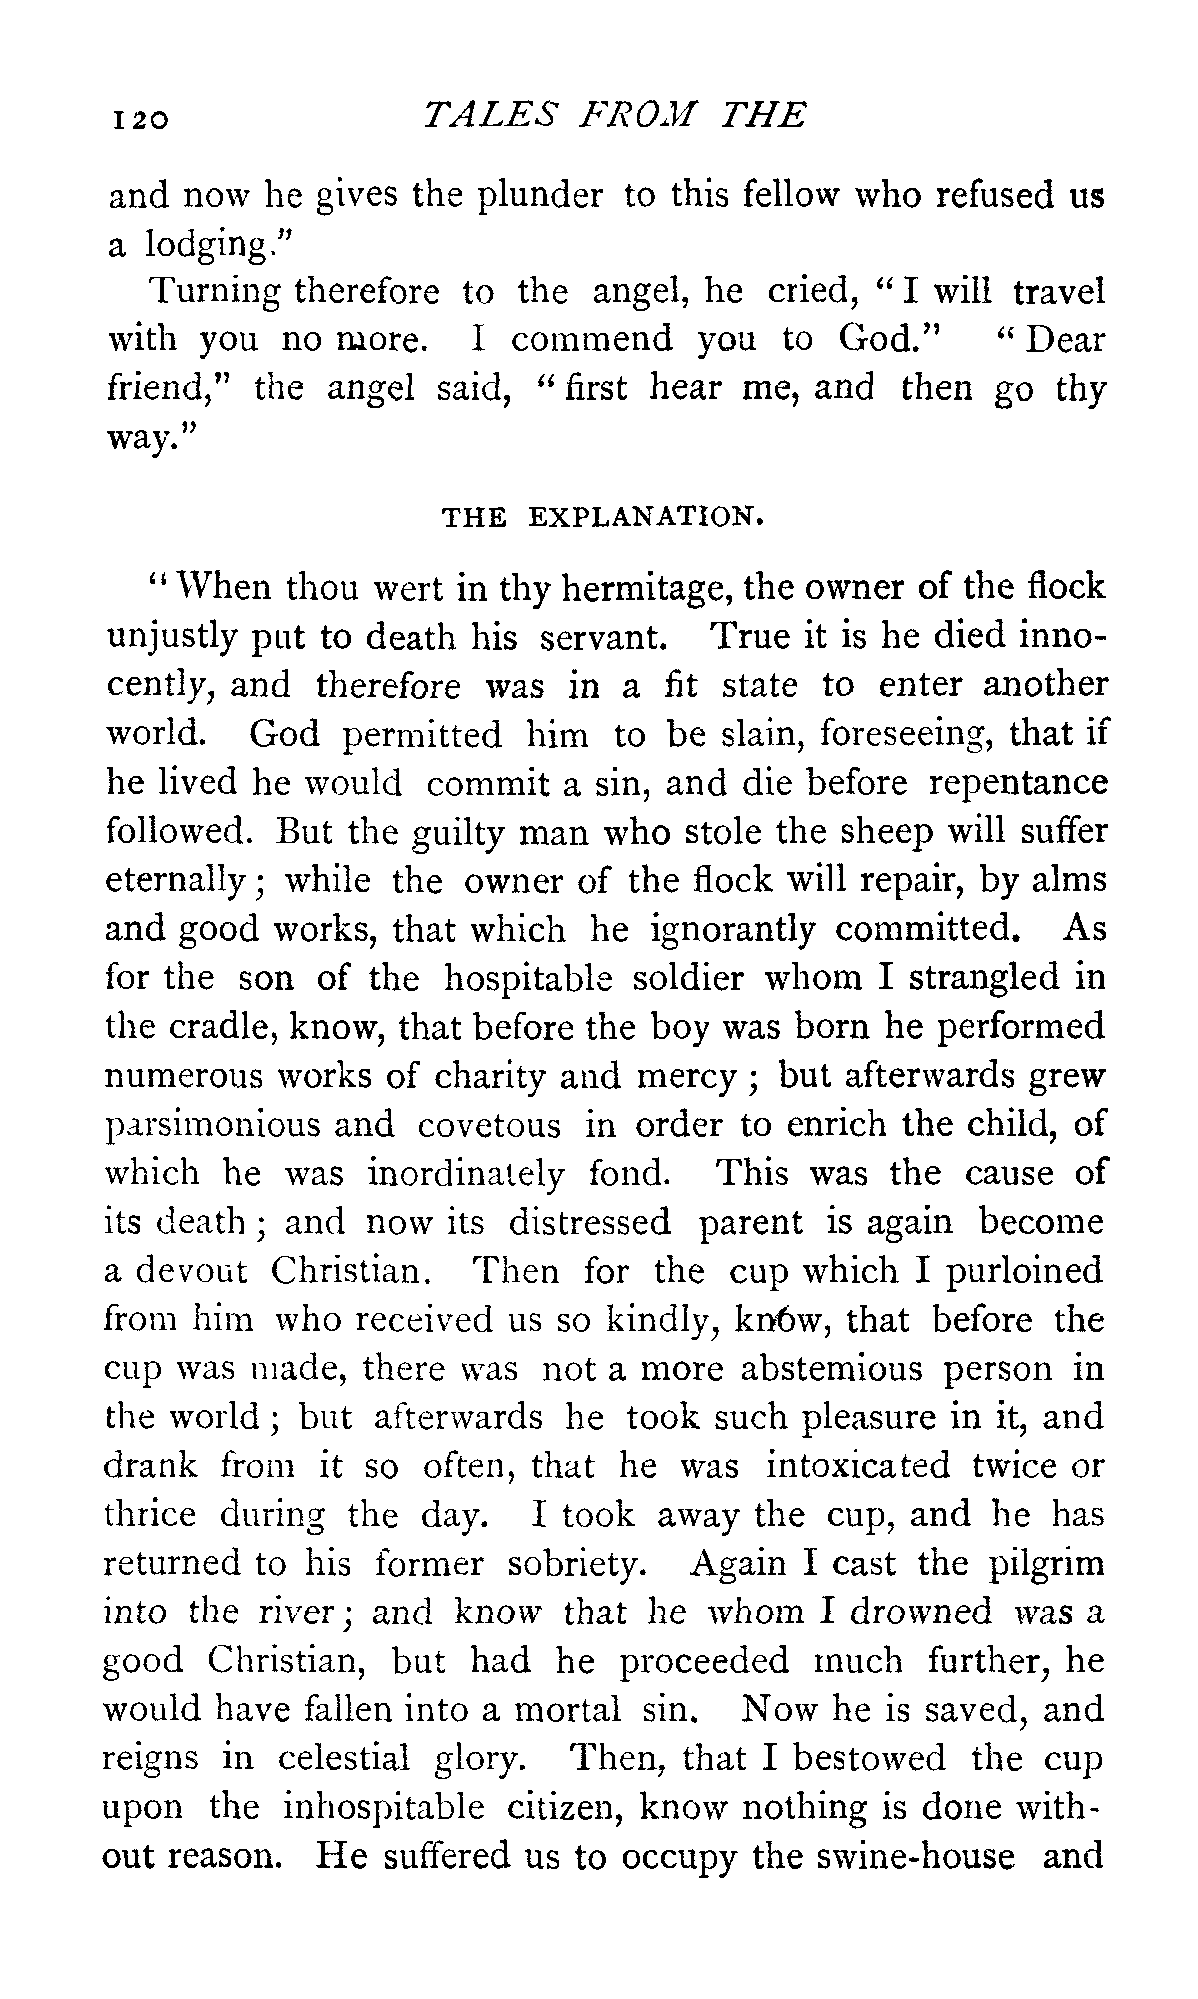 120 TALES FROM THE
and now he gives the plunder to this fellow who refused us
a lodging."
Turning therefore to the angel, he cried, "I will travel
with you no more. I commend you to God." "Dear
friend," the angel said, "first hear me, and then go thy
way."
THE EXPLANATION.
"When thou wert in thy hermitage, the owner of the flock
unjustly put to death his servant. True it is he died inno-
cently, and therefore was in a fit state to enter another
world. God permitted him to be slain, foreseeing, that if
he lived he would commit a sin, and die before repentance
followed. But the guilty man who stole the sheep will suffer
eternally; while the owner of the flock will repair, by alms
and good works, that which he ignorantly committed. As
for the son of the hospitable soldier whom I strangled in
the cradle, know, that before the boy was born he performed
numerous works of charity and mercy; but afterwards grew
parsimonious and covetous in order to enrich the child, of
which he was inordinately fond. This was the cause of
its death; and now its distressed parent is again become
a devout Christian. Then for the cup which I purloined
from him who received us so kindly, know, that before the
cup was made, there was not a more abstemious person in
the world; but afterwards he took such pleasure in it, and
drank from it so often, that he was intoxicated twice or
thrice during the day. I took away the cup, and he has
returned to his former sobriety. Again I cast the pilgrim
into the river; and know that he whom I drowned was a
good Christian, but had he proceeded much further, he
would have fallen into a mortal sin. Now he is saved, and
reigns in celestial glory. Then, that I bestowed the cup
upon the inhospitable citizen, know nothing is done with-
out reason. He suffered us to occupy the swine-house and